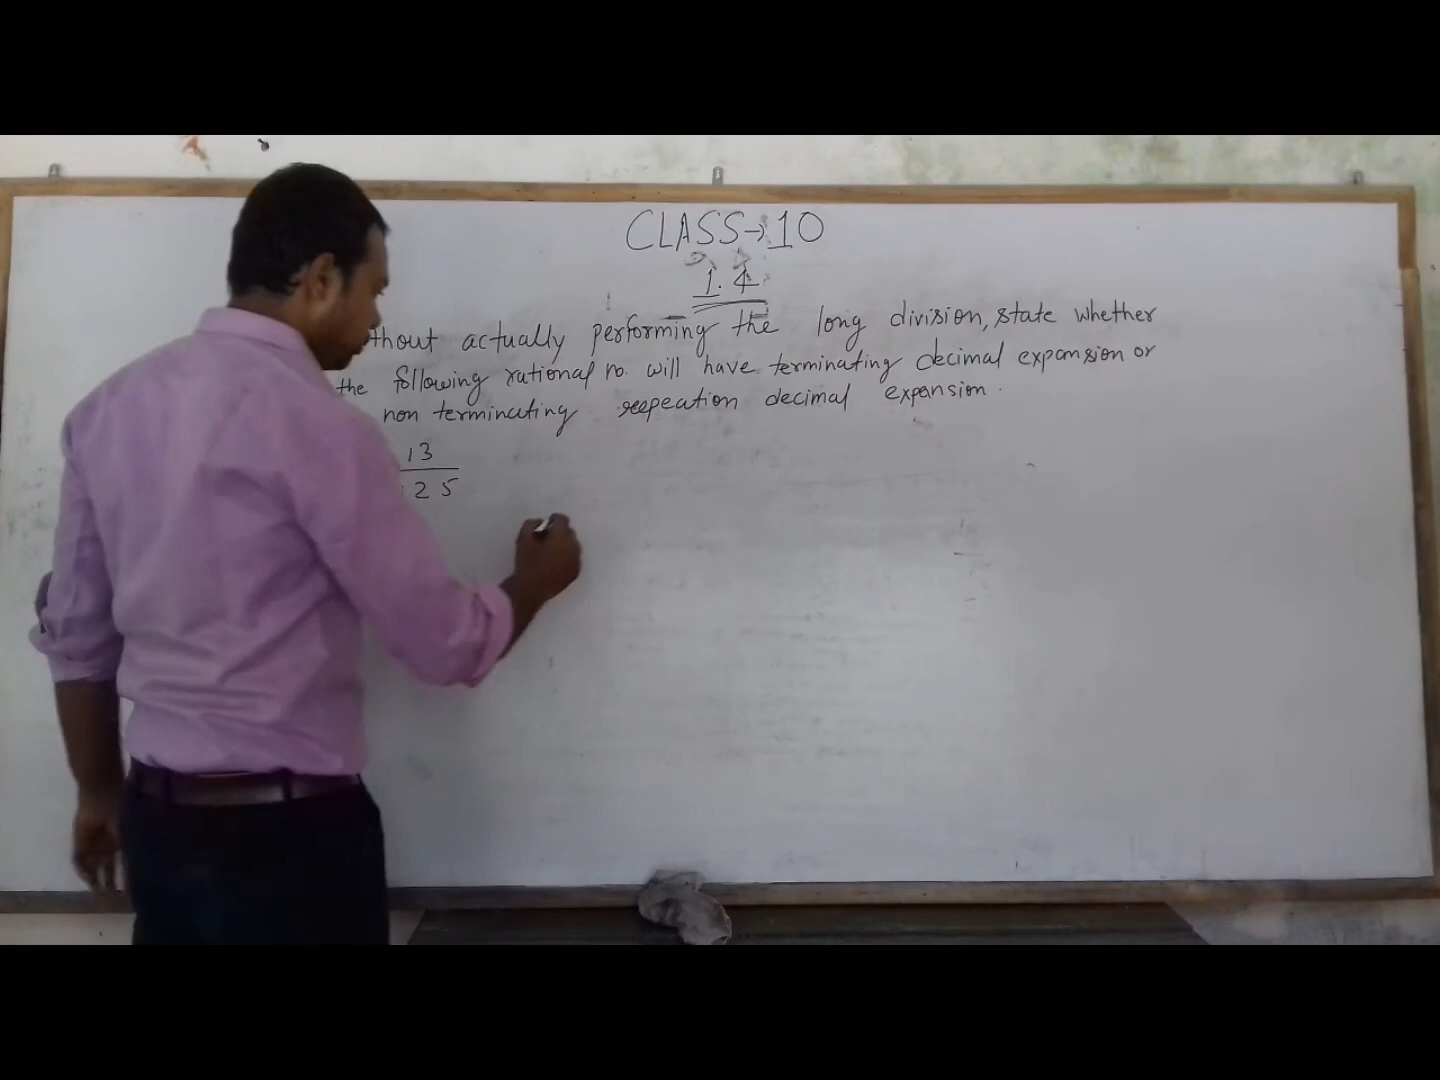 CLASS→10
1.4
thout actually performing the long division, state whether
the following rational no. will have terminating decimal expansion or
non terminating reepeation decimal expansion.
13
125